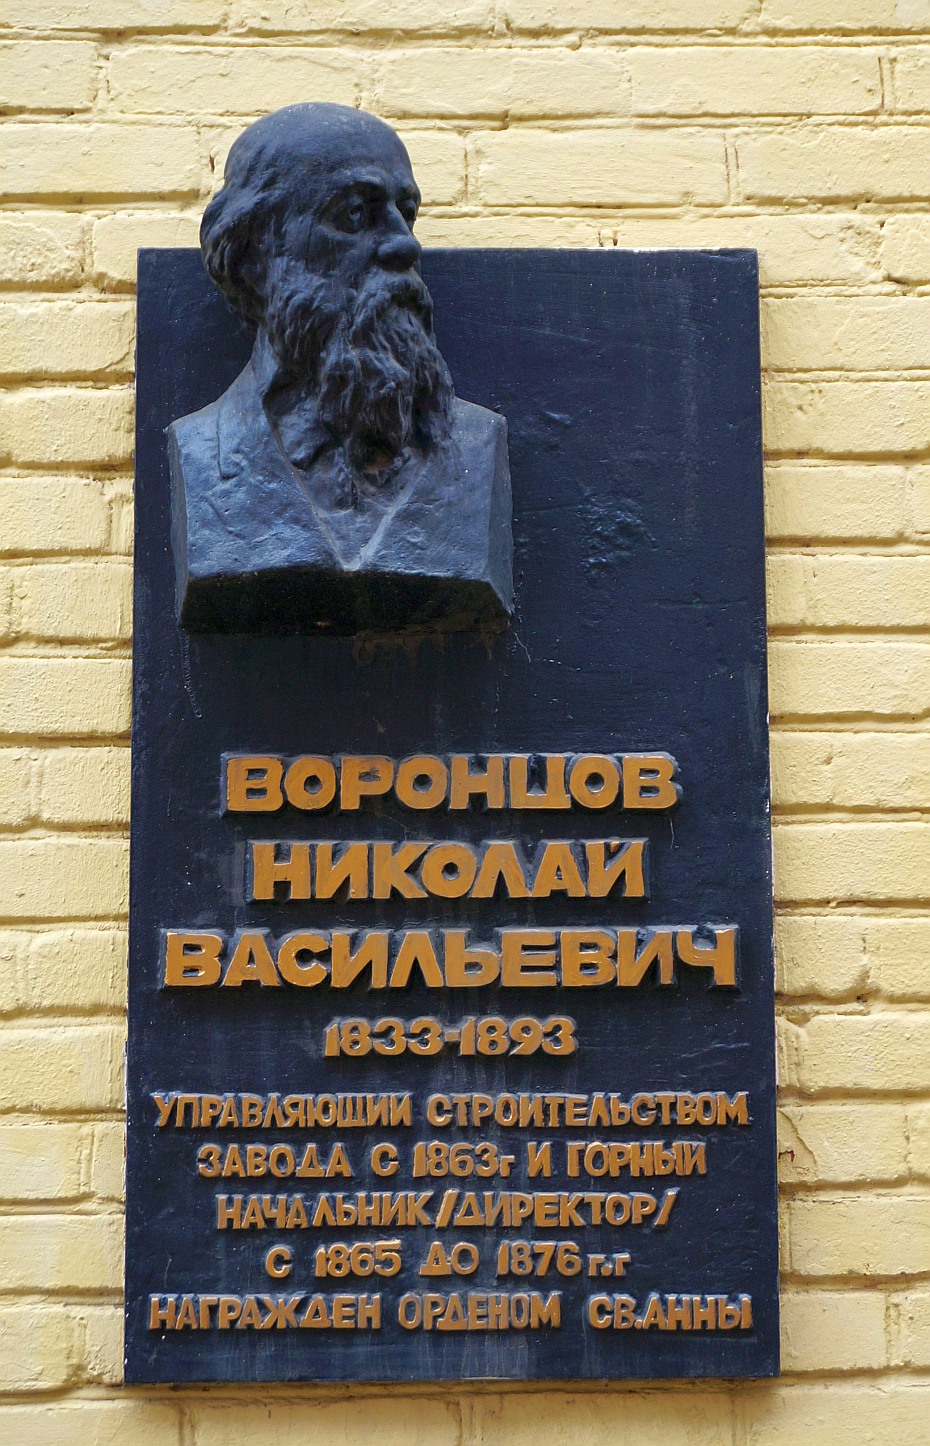 ВОРОНЦОВ
НИКОЛАЙ
ВАСИЛЬЕВИЧ
1833-1893
УПРАВЛЯЮЩИЙ СТРОИТЕЛЬСТВОМ
ЗАВОДА С 1863г И ГОРНЫЙ
НАЧАЛЬНИК/ДИРЕКТОР/
С 1865 ДО 1876 г.г
НАГРАЖДЕН ОРДЕНОМ СВ.АННЫ